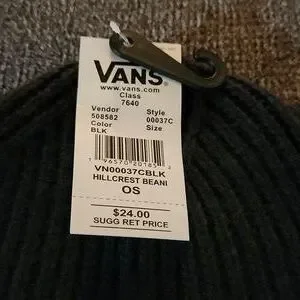 VANS
www.vans.com
Class
7640
Vendor Style
508582 00037C
Color Size
BLK
VN00037CBLK
HILLCREST BEANI
OS
$24.00
SUGG RET PRICE